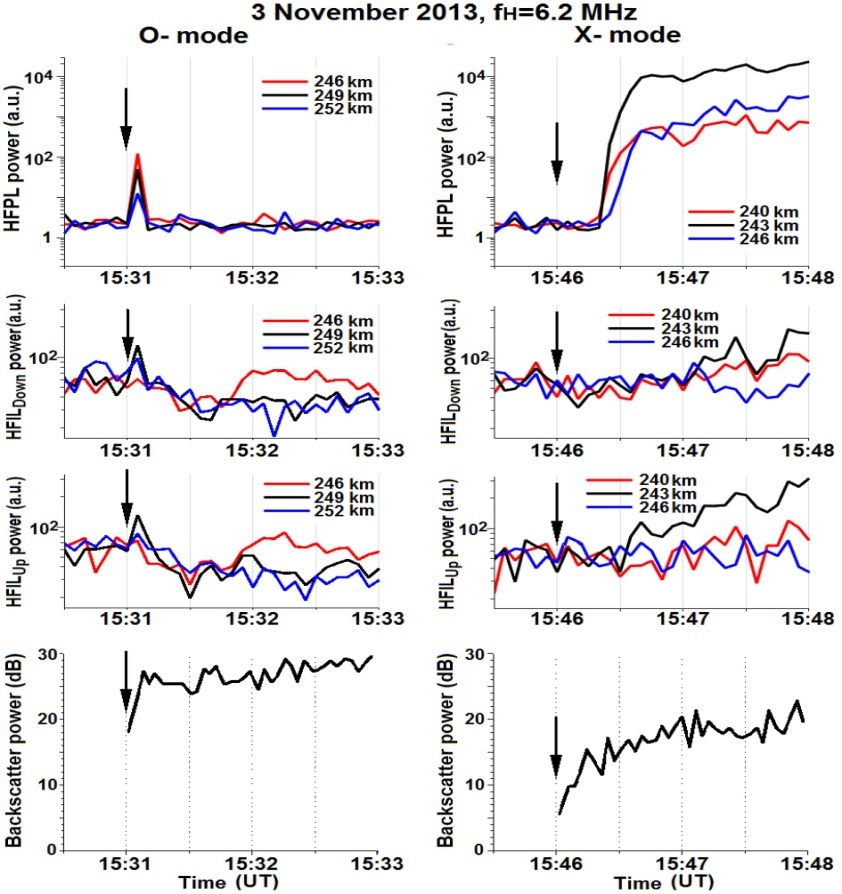 3 November 2013, fH=6.2 MHz
O- mode
X- mode
HFPL power (a.u.)
10⁴
10²
1
246 km
249 km
252 km
15:31
15:32
15:33
HFPL power (a.u.)
10⁴
10²
1
240 km
243 km
246 km
15:46
15:47
15:48
HFILDown power(a.u.)
10²
246 km
249 km
252 km
15:31
15:32
15:33
HFILDown power (a.u.)
10²
240 km
243 km
246 km
15:46
15:47
15:48
HFILUp power (a.u.)
10²
246 km
249 km
252 km
15:31
15:32
15:33
HFILUp power (a.u.)
10²
240 km
243 km
246 km
15:46
15:47
15:48
Backscatter power (dB)
30
20
10
0
15:31
15:32
15:33
Time (UT)
Backscatter power (dB)
30
20
10
0
15:46
15:47
15:48
Time (UT)